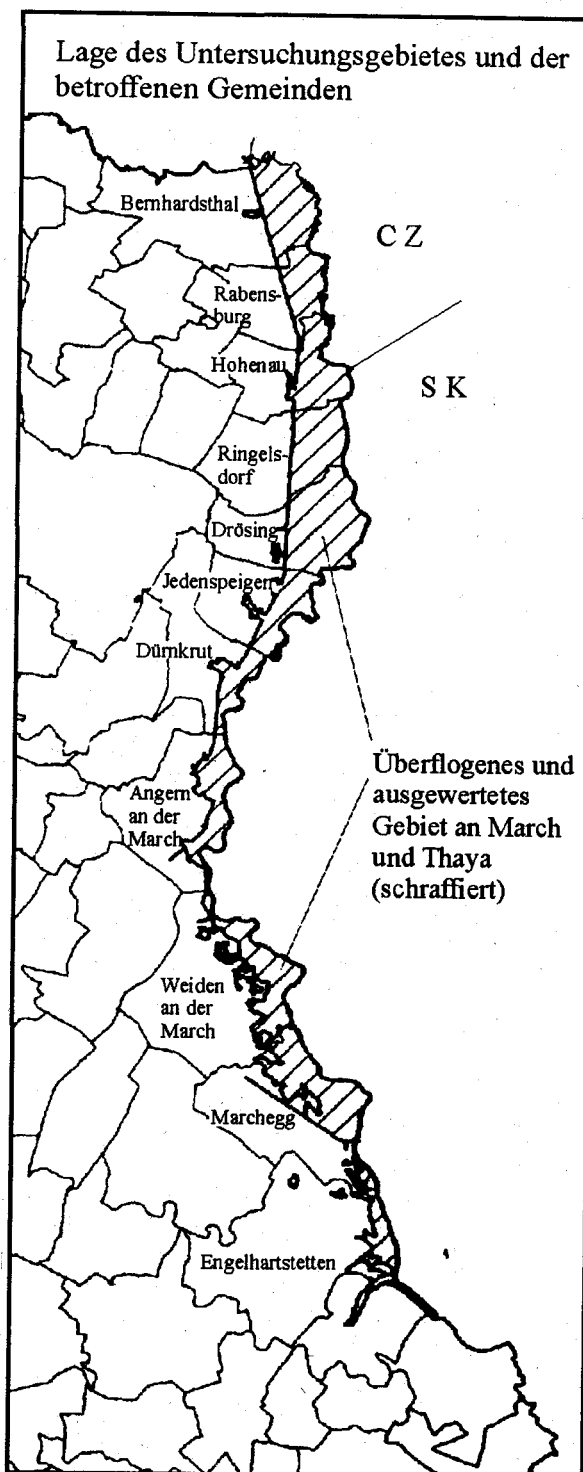 Lage des Untersuchungsgebietes und der
betroffenen Gemeinden
Bernhardsthal
C Z
Rabens-
burg
Hohenau
S K
Ringels-
dorf
Drösing
Jedenspeigen
Dürnkrut
Überflogenes und
ausgewertetes
Gebiet an March
und Thaya
(schraffiert)
Angern
an der
March
Weiden
an der
March
Marchegg
Engelhartstetten